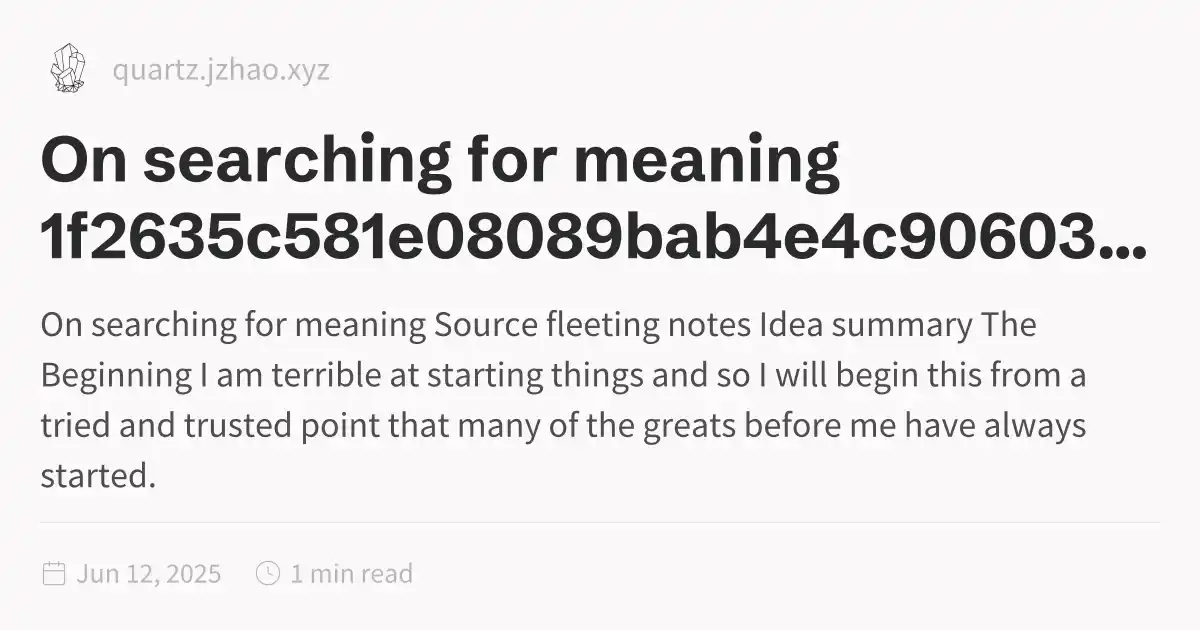 quartz.jzhao.xyz
On searching for meaning
1f2635c581e08089bab4e4c90603...
On searching for meaning Source fleeting notes Idea summary The
Beginning I am terrible at starting things and so I will begin this from a
tried and trusted point that many of the greats before me have always
started.
Jun 12, 2025 1 min read